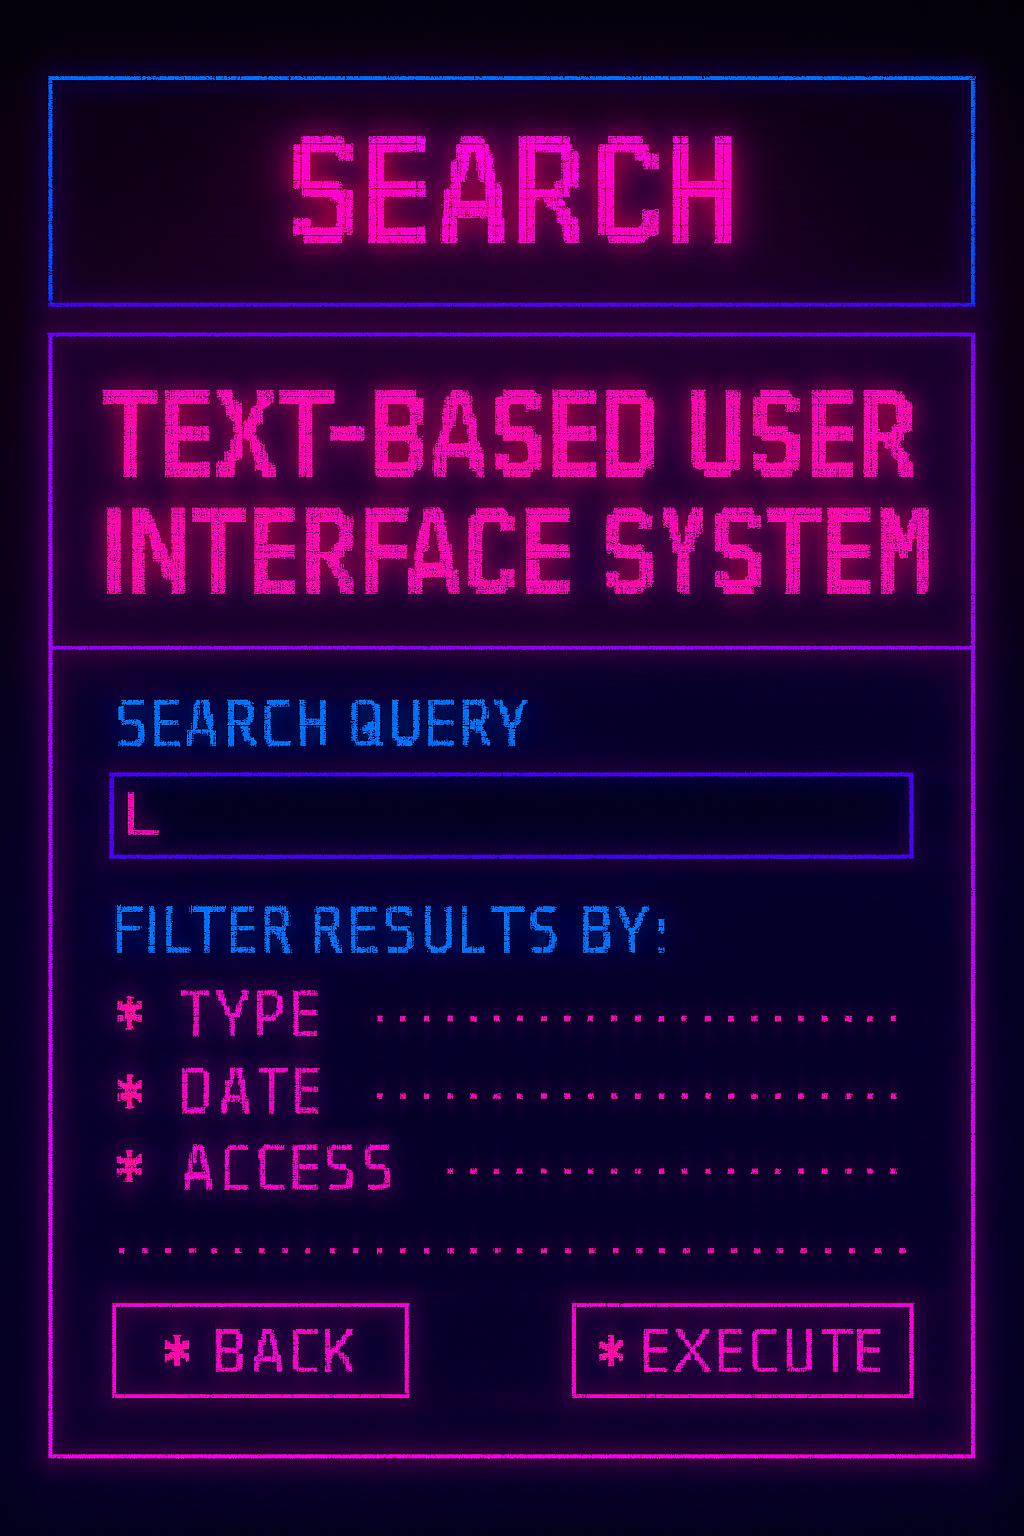 SEARCH
TEXT-BASED USER
INTERFACE SYSTEM
SEARCH QUERY
L
FILTER RESULTS BY:
* TYPE .......................
* DATE .......................
* ACCESS ....................
..................................
* BACK
* EXECUTE